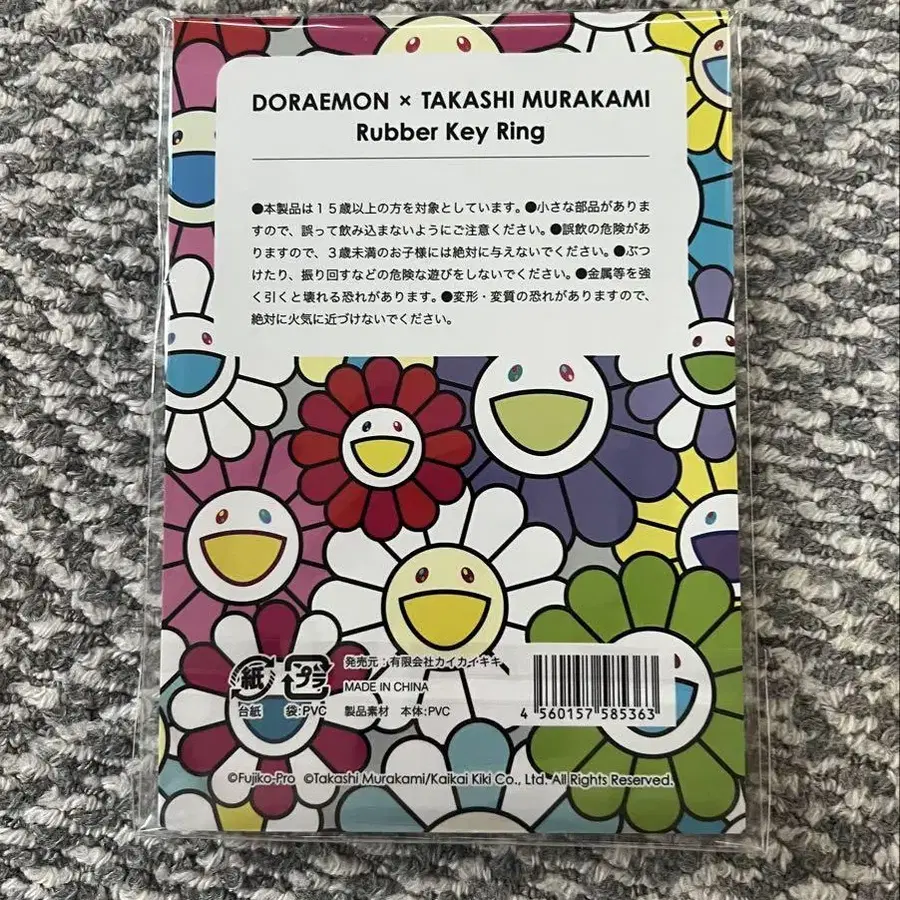 DORAEMON × TAKASHI MURAKAMI
Rubber Key Ring
●本製品は15歳以上の方を対象としています。●小さな部品がありま
すので、誤って飲み込まないようにご注意ください。●誤飲の危険があ
りますので、3歳未満のお子様には絶対に与えないでください。●ぶつ
けたり、振り回すなどの危険な遊びをしないでください。●金属等を強
く引くと壊れる恐れがあります。●変形・変質の恐れがありますので、
絶対に火気に近づけないでください。
紙 プラ 発売元:有限会社カイカイキキ
MADE IN CHINA
台紙 袋:PVC 製品素材 本体:PVC 4 560157 585363
©Fujiko-Pro ©Takashi Murakami/Kaikai Kiki Co., Ltd. All Rights Reserved.